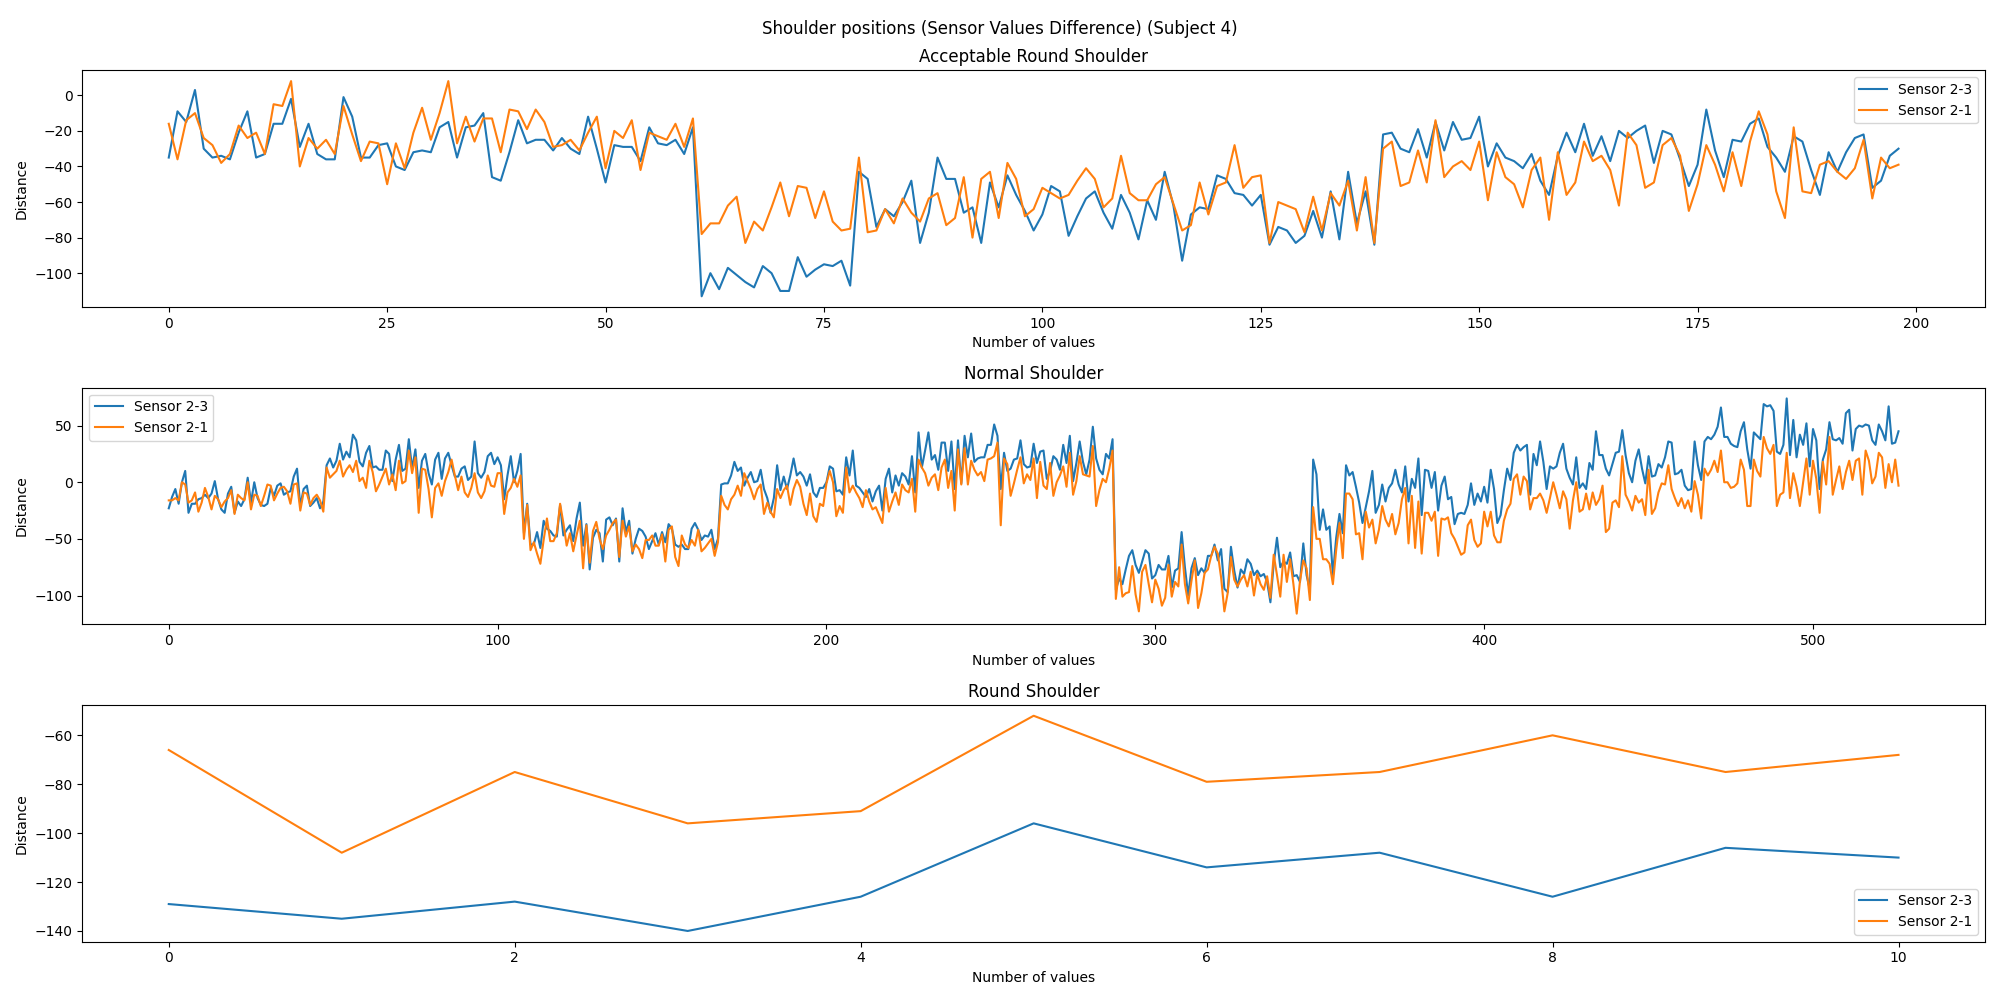 Shoulder positions (Sensor Values Difference) (Subject 4)
Acceptable Round Shoulder
Distance
0
−20
−40
−60
−80
−100
Sensor 2-3
Sensor 2-1
0 25 50 75 100 125 150 175 200
Number of values
Normal Shoulder
Distance
50
0
−50
−100
Sensor 2-3
Sensor 2-1
0 100 200 300 400 500
Number of values
Round Shoulder
Distance
−60
−80
−100
−120
−140
Sensor 2-3
Sensor 2-1
0 2 4 6 8 10
Number of values